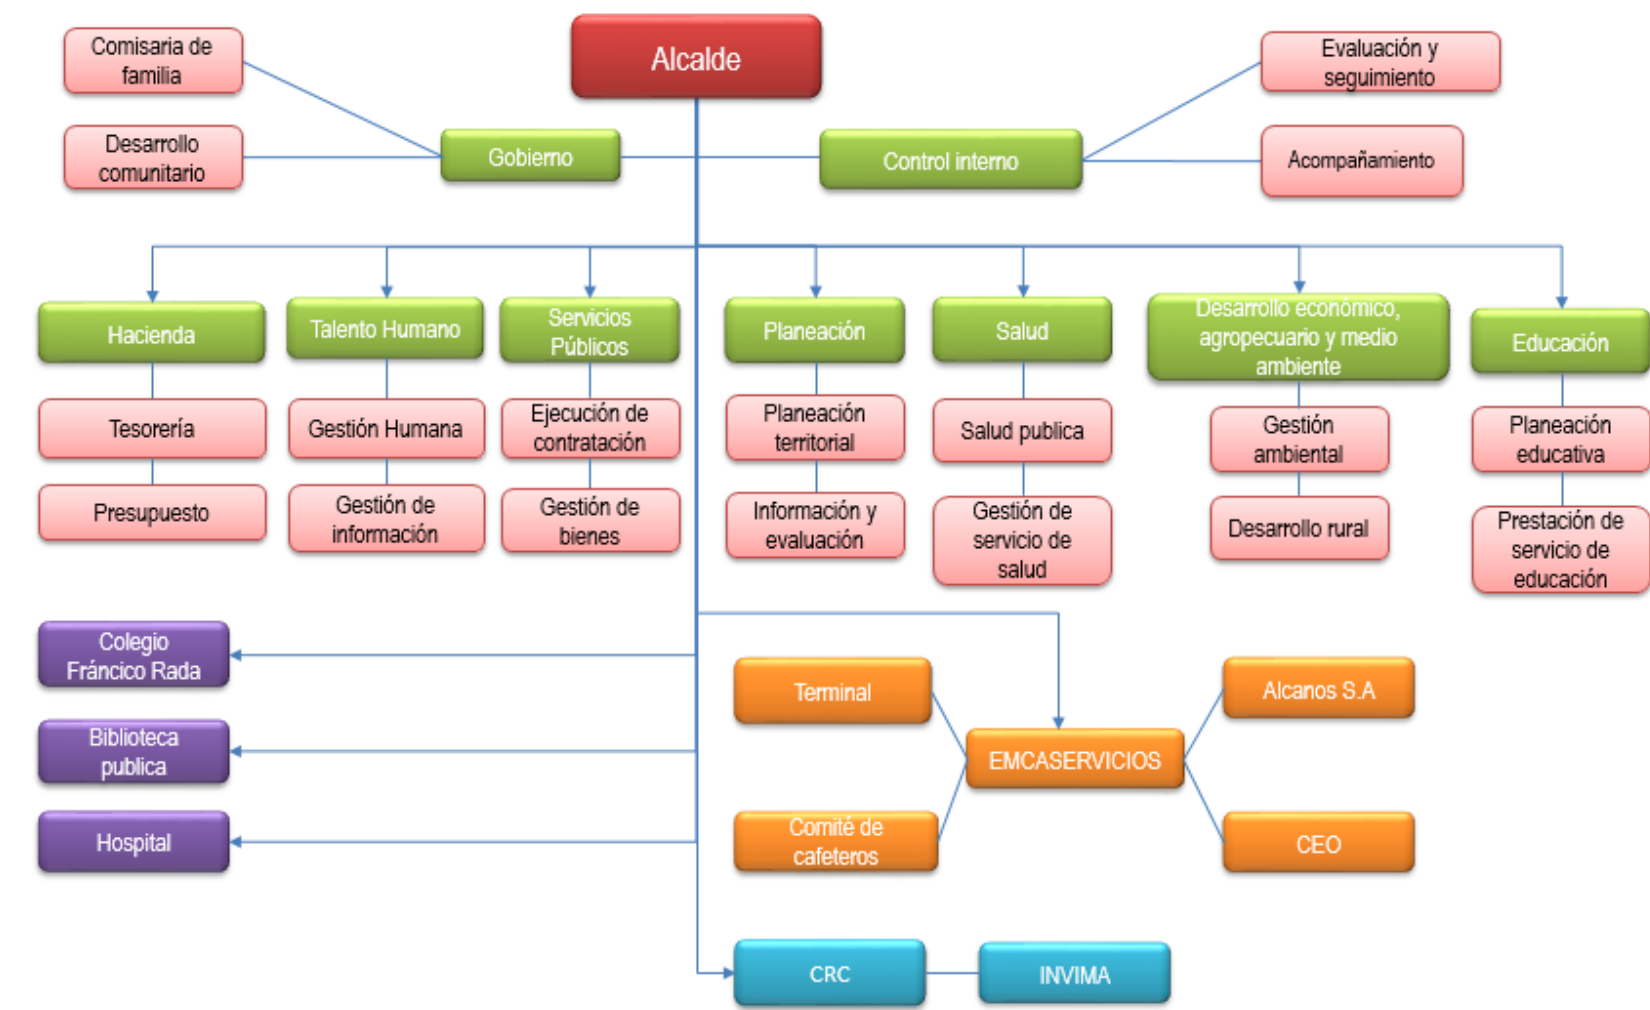 Alcalde
Comisaria de
familia
Evaluación y
seguimiento
Desarrollo
comunitario
Gobierno
Control interno
Acompañamiento
Hacienda
Talento Humano
Servicios
Públicos
Planeación
Salud
Desarrollo económico,
agropecuario y medio
ambiente
Educación
Tesorería
Gestión Humana
Ejecución de
contratación
Planeación
territorial
Salud publica
Gestión
ambiental
Planeación
educativa
Presupuesto
Gestión de
información
Gestión de
bienes
Información y
evaluación
Gestión de
servicio de
salud
Desarrollo rural
Prestación de
servicio de
educación
Colegio
Fráncico Rada
Biblioteca
publica
Hospital
Terminal
Alcanos S.A
EMCASERVICIOS
Comité de
cafeteros
CEO
CRC
INVIMA